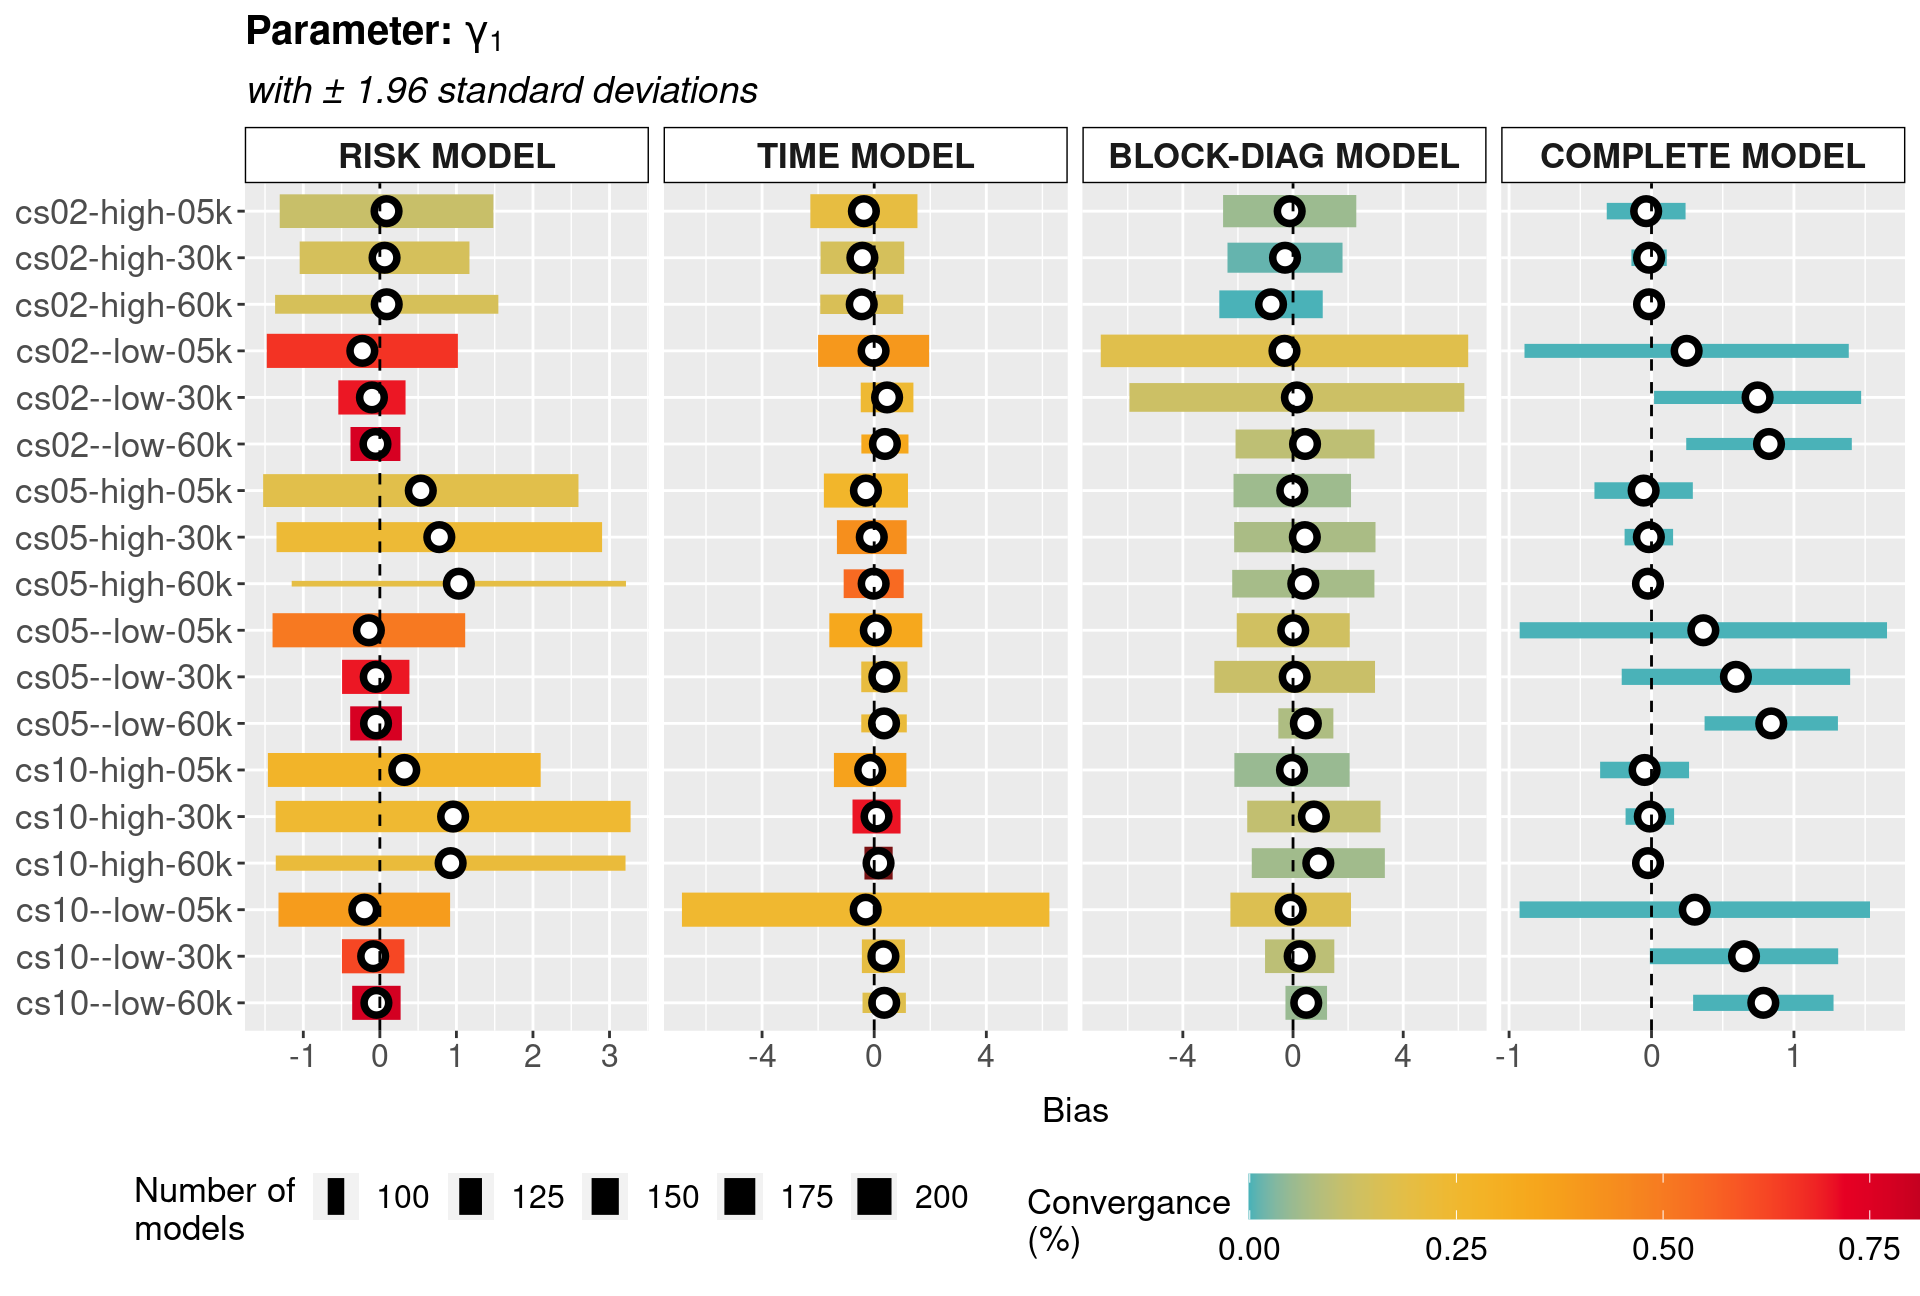 Parameter: γ₁
with ± 1.96 standard deviations
RISK MODEL TIME MODEL BLOCK-DIAG MODEL COMPLETE MODEL
cs02-high-05k
cs02-high-30k
cs02-high-60k
cs02--low-05k
cs02--low-30k
cs02--low-60k
cs05-high-05k
cs05-high-30k
cs05-high-60k
cs05--low-05k
cs05--low-30k
cs05--low-60k
cs10-high-05k
cs10-high-30k
cs10-high-60k
cs10--low-05k
cs10--low-30k
cs10--low-60k
-1 0 1 2 3 -4 0 4 -4 0 4 -1 0 1
Bias
Number of models 100 125 150 175 200
Convergance (%) 0.00 0.25 0.50 0.75